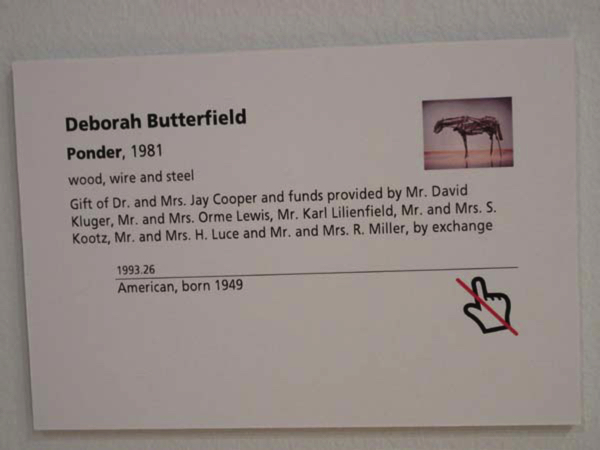 Deborah Butterfield
Ponder, 1981
wood, wire and steel
Gift of Dr. and Mrs. Jay Cooper and funds provided by Mr. David
Kluger, Mr. and Mrs. Orme Lewis, Mr. Karl Lilienfield, Mr. and Mrs. S.
Kootz, Mr. and Mrs. H. Luce and Mr. and Mrs. R. Miller, by exchange
1993.26
American, born 1949